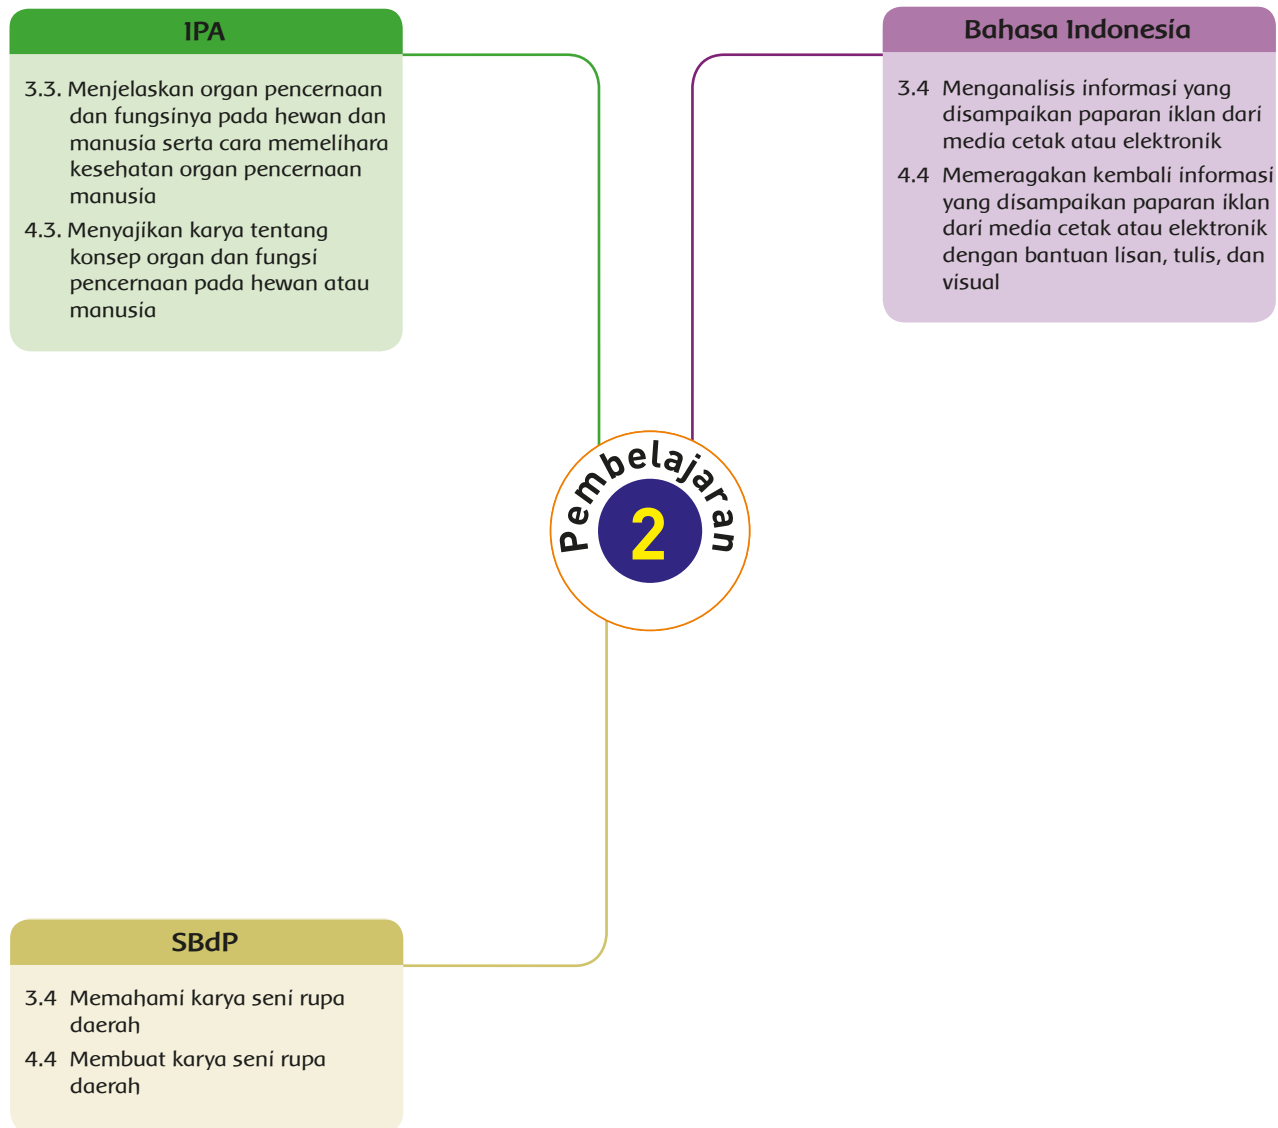 IPA
3.3. Menjelaskan organ pencernaan
dan fungsinya pada hewan dan
manusia serta cara memelihara
kesehatan organ pencernaan
manusia
4.3. Menyajikan karya tentang
konsep organ dan fungsi
pencernaan pada hewan atau
manusia
Bahasa Indonesia
3.4 Menganalisis informasi yang
disampaikan paparan iklan dari
media cetak atau elektronik
4.4 Memeragakan kembali informasi
yang disampaikan paparan iklan
dari media cetak atau elektronik
dengan bantuan lisan, tulis, dan
visual
Pembelajaran
2
SBdP
3.4 Memahami karya seni rupa
daerah
4.4 Membuat karya seni rupa
daerah